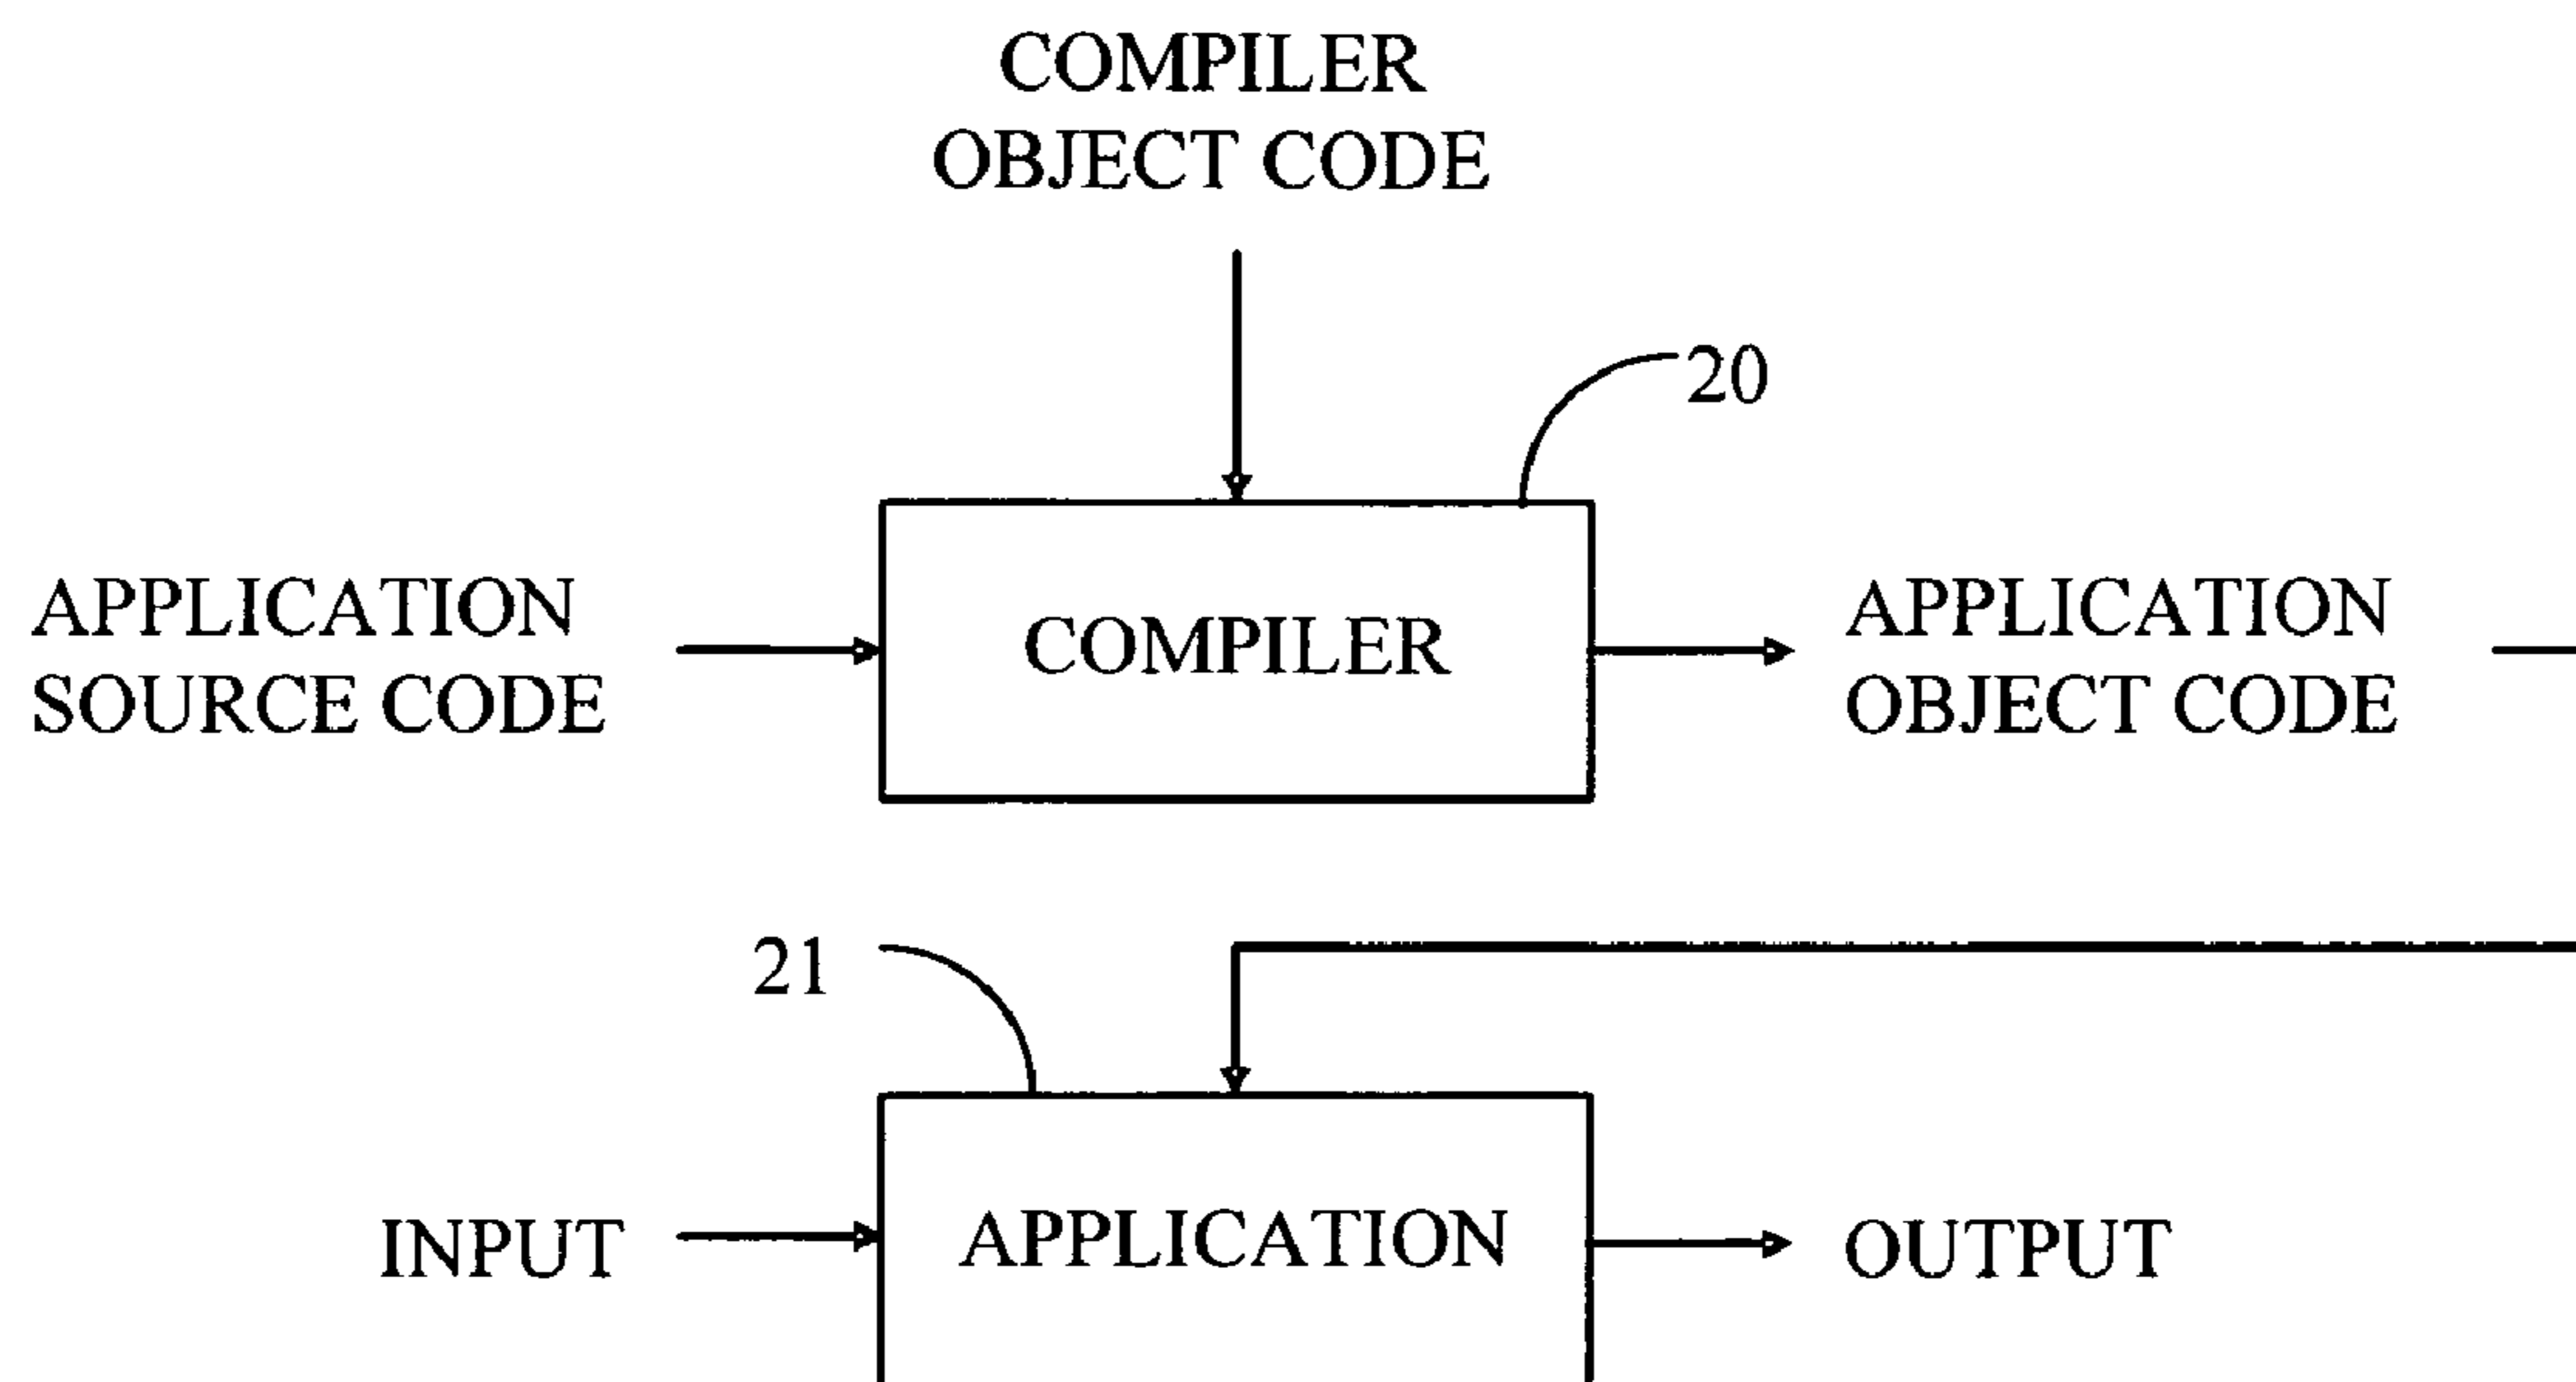 COMPILER
OBJECT CODE
20
APPLICATION
SOURCE CODE
COMPILER
APPLICATION
OBJECT CODE
21
INPUT
APPLICATION
OUTPUT